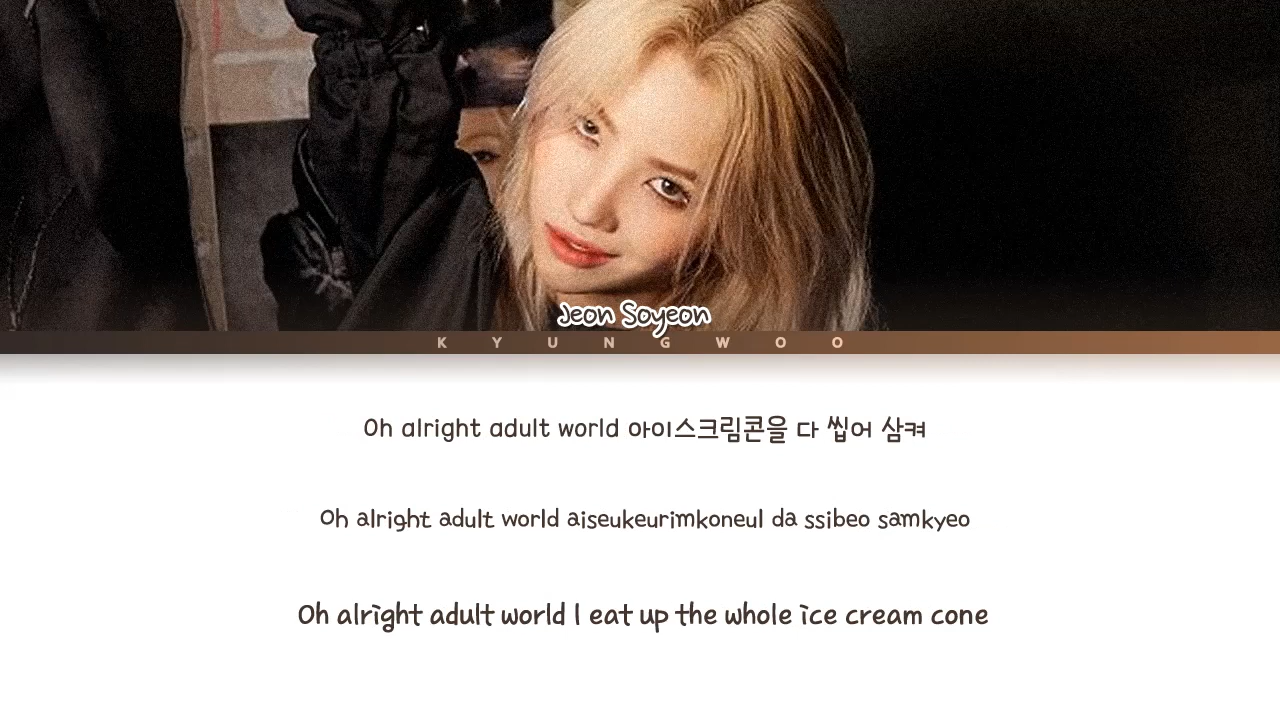 Jeon Soyeon
KYUNGWOO
Oh alright adult world 아이스크림콘을 다 씹어 삼켜
Oh alright adult world aiseukeurimkoneul da ssibeo samkyeo
Oh alright adult world I eat up the whole ice cream cone